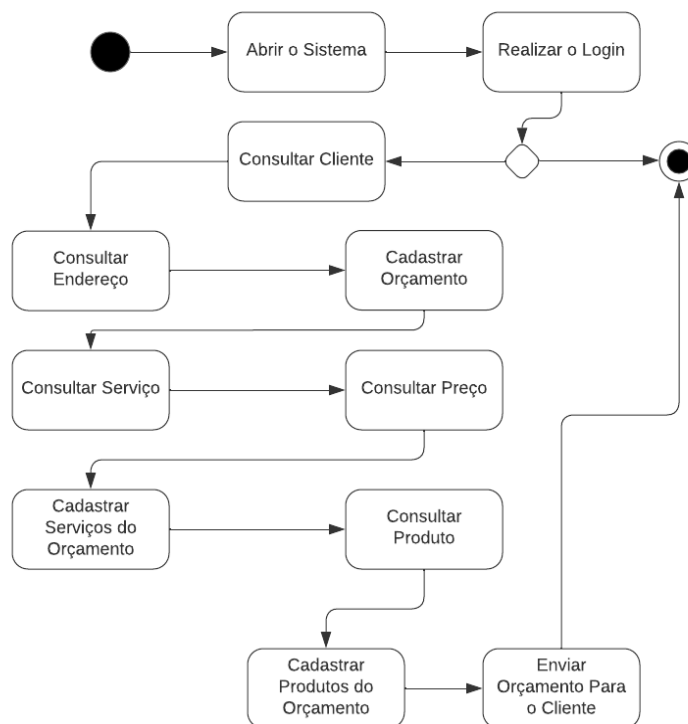 Abrir o Sistema
Realizar o Login
Consultar Cliente
Consultar
Endereço
Cadastrar
Orçamento
Consultar Serviço
Consultar Preço
Cadastrar
Serviços do
Orçamento
Consultar
Produto
Cadastrar
Produtos do
Orçamento
Enviar
Orçamento Para
o Cliente